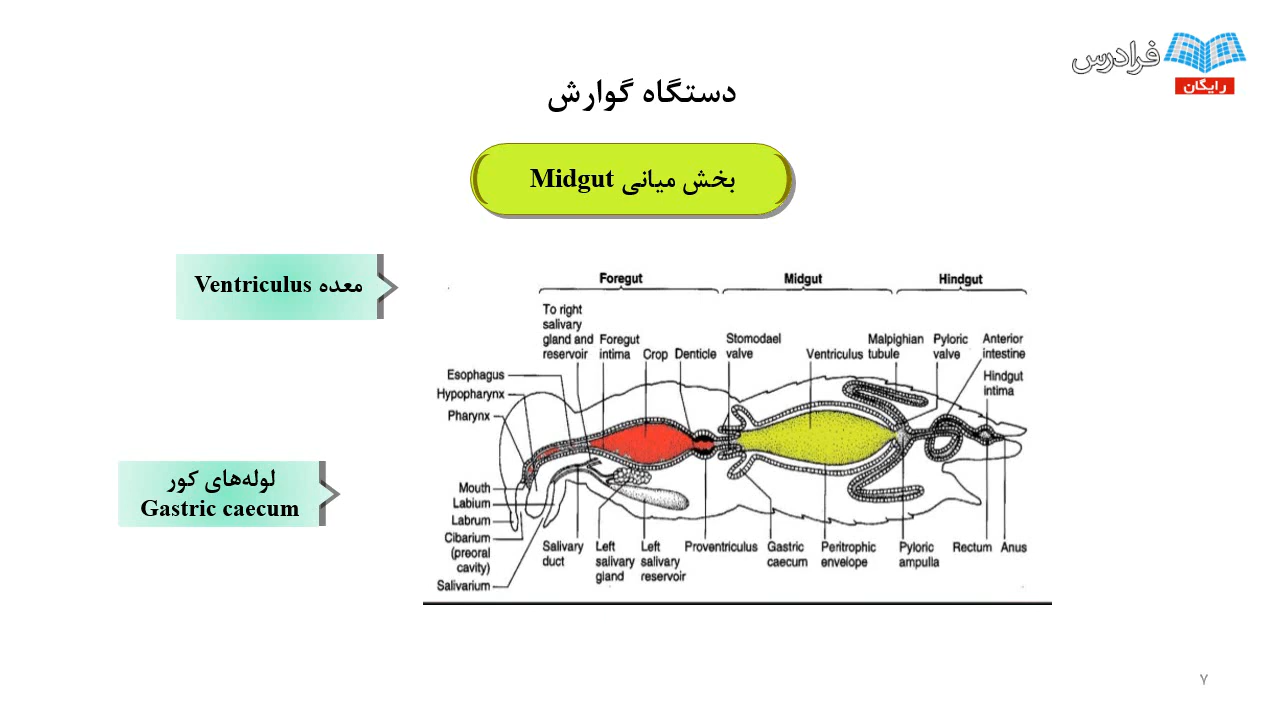 فرادرس
رایگان
دستگاه گوارش
بخش میانی Midgut
معده Ventriculus
لوله‌های کور
Gastric caecum
Foregut
Midgut
Hindgut
To right
salivary
gland and
reservoir
Foregut
intima
Crop
Denticle
Stomodael
valve
Ventriculus
Malpighian
tubule
Pyloric
valve
Anterior
intestine
Hindgut
intima
Esophagus
Hypopharynx
Pharynx
Mouth
Labium
Labrum
Cibarium
(preoral
cavity)
Salivarium
Salivary
duct
Left
salivary
gland
Left
salivary
reservoir
Proventriculus
Gastric
caecum
Peritrophic
envelope
Pyloric
ampulla
Rectum
Anus
۷